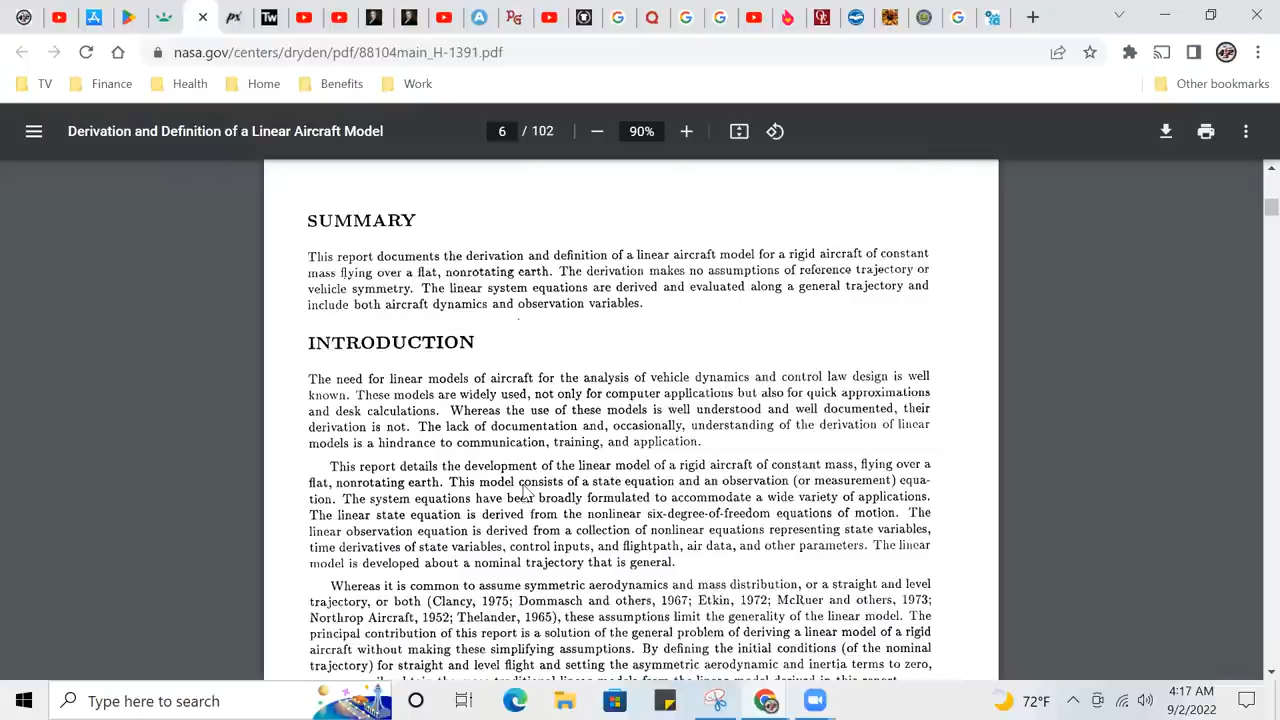 nasa.gov/centers/dryden/pdf/88104main_H-1391.pdf
TV Finance Health Home Benefits Work Other bookmarks
Derivation and Definition of a Linear Aircraft Model 6 / 102 90%
SUMMARY
This report documents the derivation and definition of a linear aircraft model for a rigid aircraft of constant
mass flying over a flat, nonrotating earth. The derivation makes no assumptions of reference trajectory or
vehicle symmetry. The linear system equations are derived and evaluated along a general trajectory and
include both aircraft dynamics and observation variables.
INTRODUCTION
The need for linear models of aircraft for the analysis of vehicle dynamics and control law design is well
known. These models are widely used, not only for computer applications but also for quick approximations
and desk calculations. Whereas the use of these models is well understood and well documented, their
derivation is not. The lack of documentation and, occasionally, understanding of the derivation of linear
models is a hindrance to communication, training, and application.
This report details the development of the linear model of a rigid aircraft of constant mass, flying over a
flat, nonrotating earth. This model consists of a state equation and an observation (or measurement) equa-
tion. The system equations have been broadly formulated to accommodate a wide variety of applications.
The linear state equation is derived from the nonlinear six-degree-of-freedom equations of motion. The
linear observation equation is derived from a collection of nonlinear equations representing state variables,
time derivatives of state variables, control inputs, and flightpath, air data, and other parameters. The linear
model is developed about a nominal trajectory that is general.
Whereas it is common to assume symmetric aerodynamics and mass distribution, or a straight and level
trajectory, or both (Clancy, 1975; Dommasch and others, 1967; Etkin, 1972; McRuer and others, 1973;
Northrop Aircraft, 1952; Thelander, 1965), these assumptions limit the generality of the linear model. The
principal contribution of this report is a solution of the general problem of deriving a linear model of a rigid
aircraft without making these simplifying assumptions. By defining the initial conditions (of the nominal
trajectory) for straight and level flight and setting the asymmetric aerodynamic and inertia terms to zero,
Type here to search 72°F 4:17 AM
9/2/2022